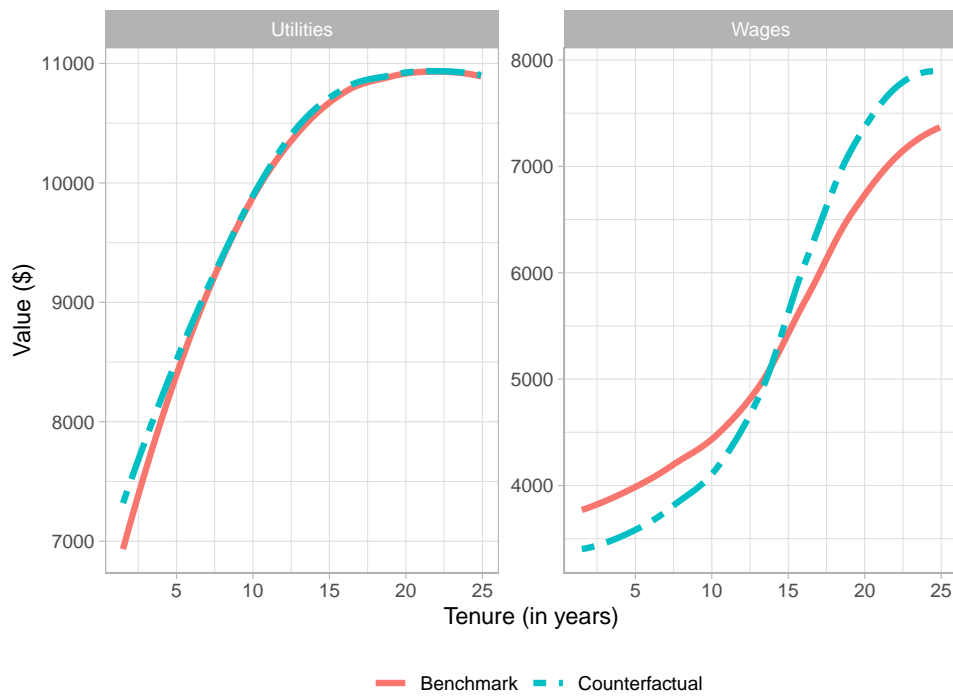 Utilities
Wages
Value ($)
11000
10000
9000
8000
7000
8000
7000
6000
5000
4000
5 10 15 20 25
5 10 15 20 25
Tenure (in years)
Benchmark Counterfactual